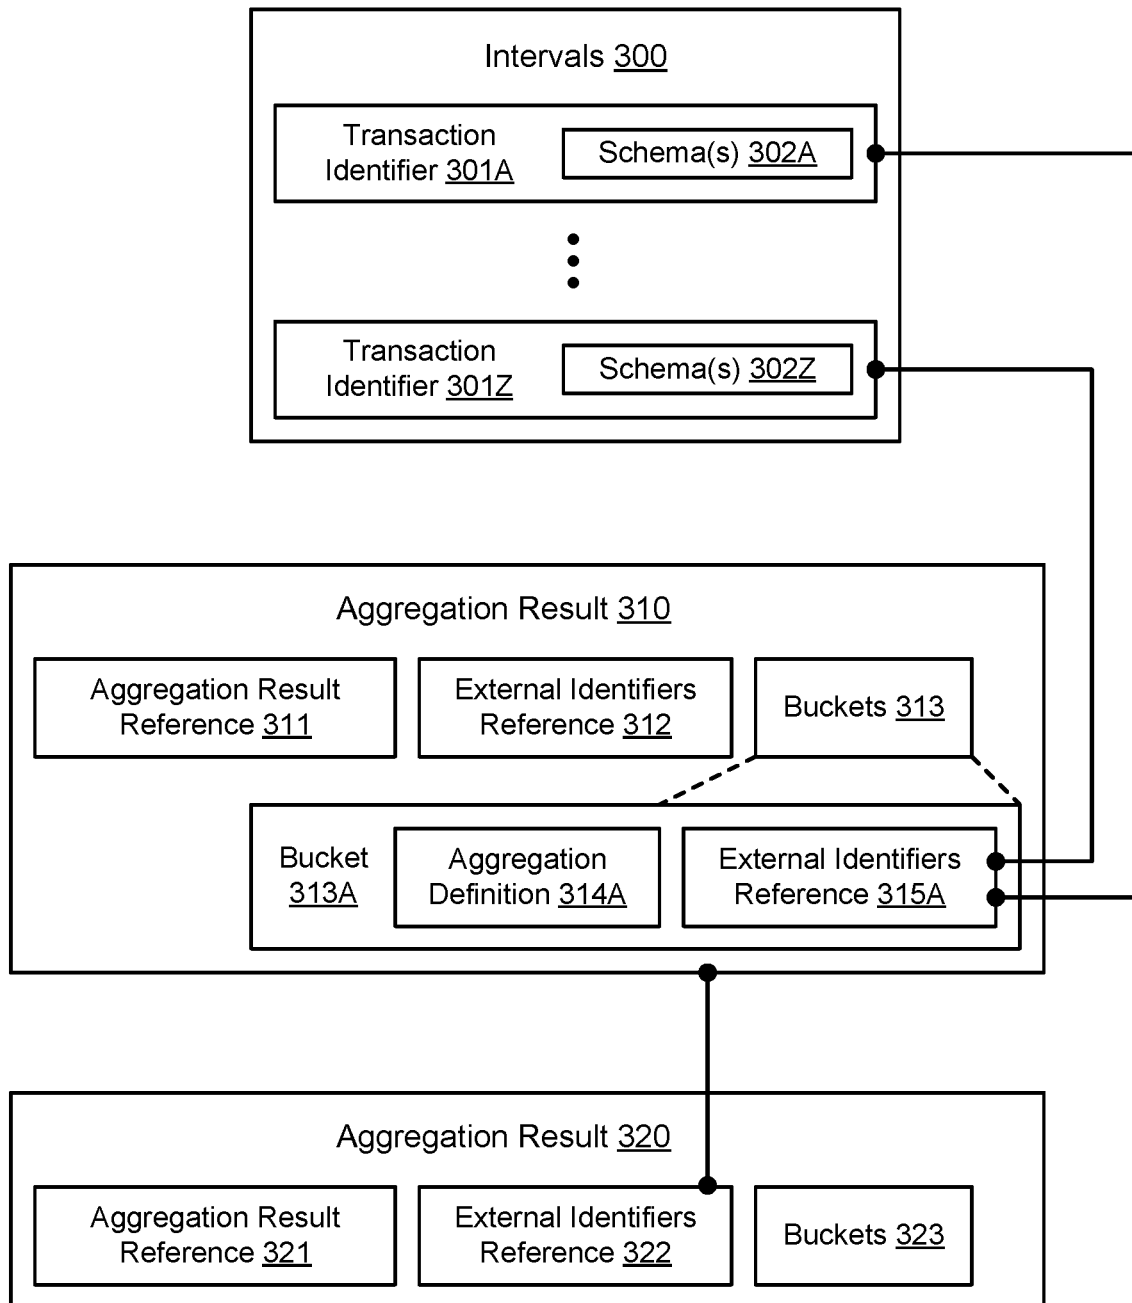 Intervals 300
Transaction
Identifier 301A
Schema(s) 302A
Transaction
Identifier 301Z
Schema(s) 302Z
Aggregation Result 310
Aggregation Result
Reference 311
External Identifiers
Reference 312
Buckets 313
Bucket
313A
Aggregation
Definition 314A
External Identifiers
Reference 315A
Aggregation Result 320
Aggregation Result
Reference 321
External Identifiers
Reference 322
Buckets 323